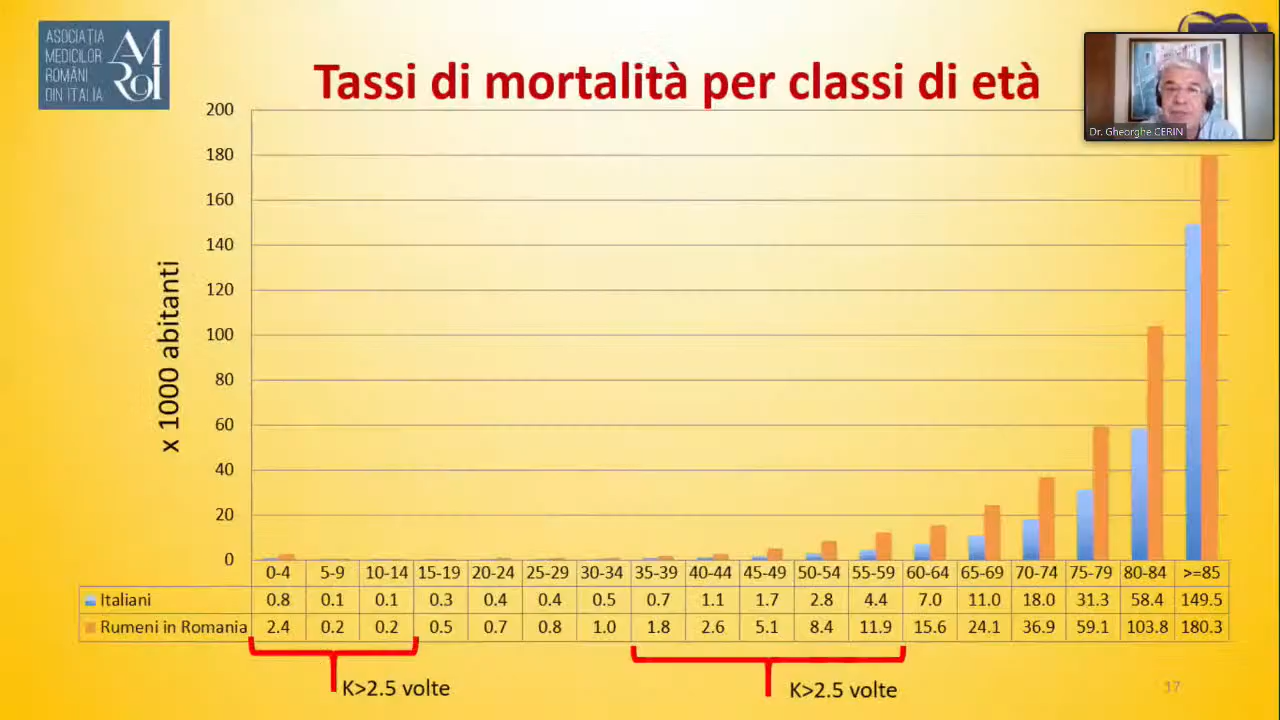 ASOCIAȚIA
MEDICILOR
ROMÂNI
DIN ITALIA
AMROI
Tassi di mortalità per classi di età
Dr. Gheorghe CERIN
x 1000 abitanti
200
180
160
140
120
100
80
60
40
20
0
0-4 5-9 10-14 15-19 20-24 25-29 30-34 35-39 40-44 45-49 50-54 55-59 60-64 65-69 70-74 75-79 80-84 >=85
Italiani 0.8 0.1 0.1 0.3 0.4 0.4 0.5 0.7 1.1 1.7 2.8 4.4 7.0 11.0 18.0 31.3 58.4 149.5
Rumeni in Romania 2.4 0.2 0.2 0.5 0.7 0.8 1.0 1.8 2.6 5.1 8.4 11.9 15.6 24.1 36.9 59.1 103.8 180.3
K>2.5 volte
K>2.5 volte
37